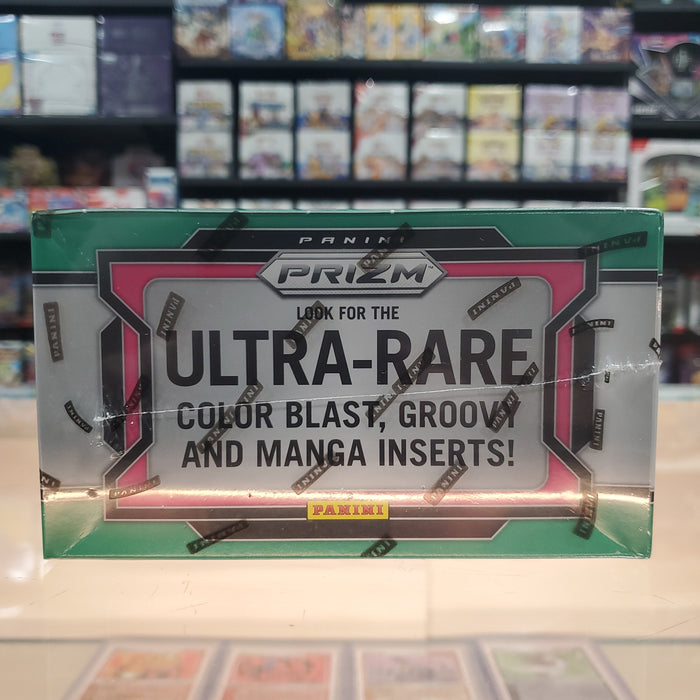 PANINI
PRIZM
LOOK FOR THE
ULTRA-RARE
COLOR BLAST, GROOVY
AND MANGA INSERTS!
PANINI